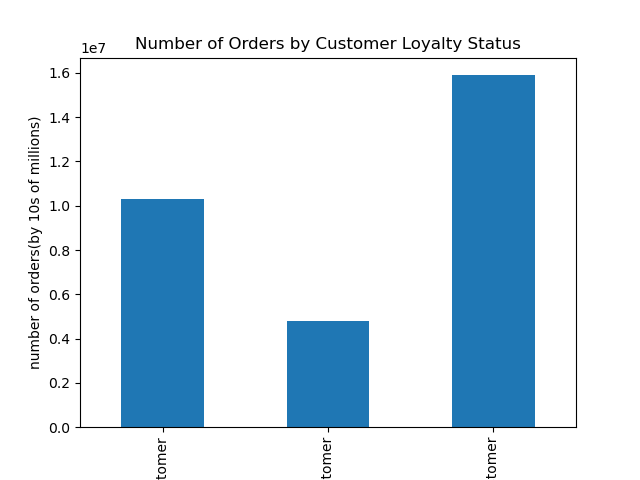 Number of Orders by Customer Loyalty Status
1e7
number of orders(by 10s of millions)
1.6
1.4
1.2
1.0
0.8
0.6
0.4
0.2
0.0
tomer
tomer
tomer